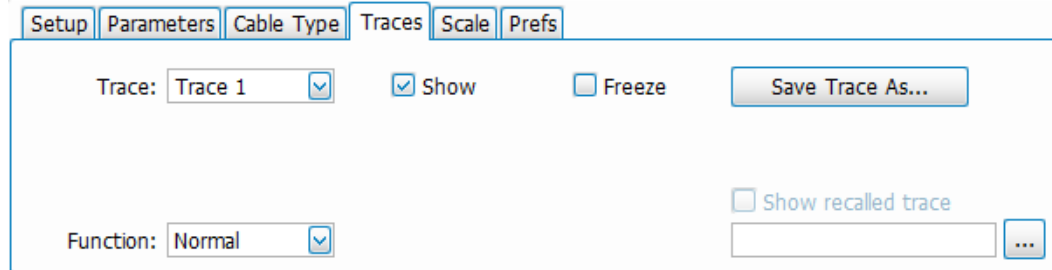 Setup Parameters Cable Type Traces Scale Prefs
Trace: Trace 1 Show Freeze Save Trace As...
Show recalled trace
Function: Normal ...